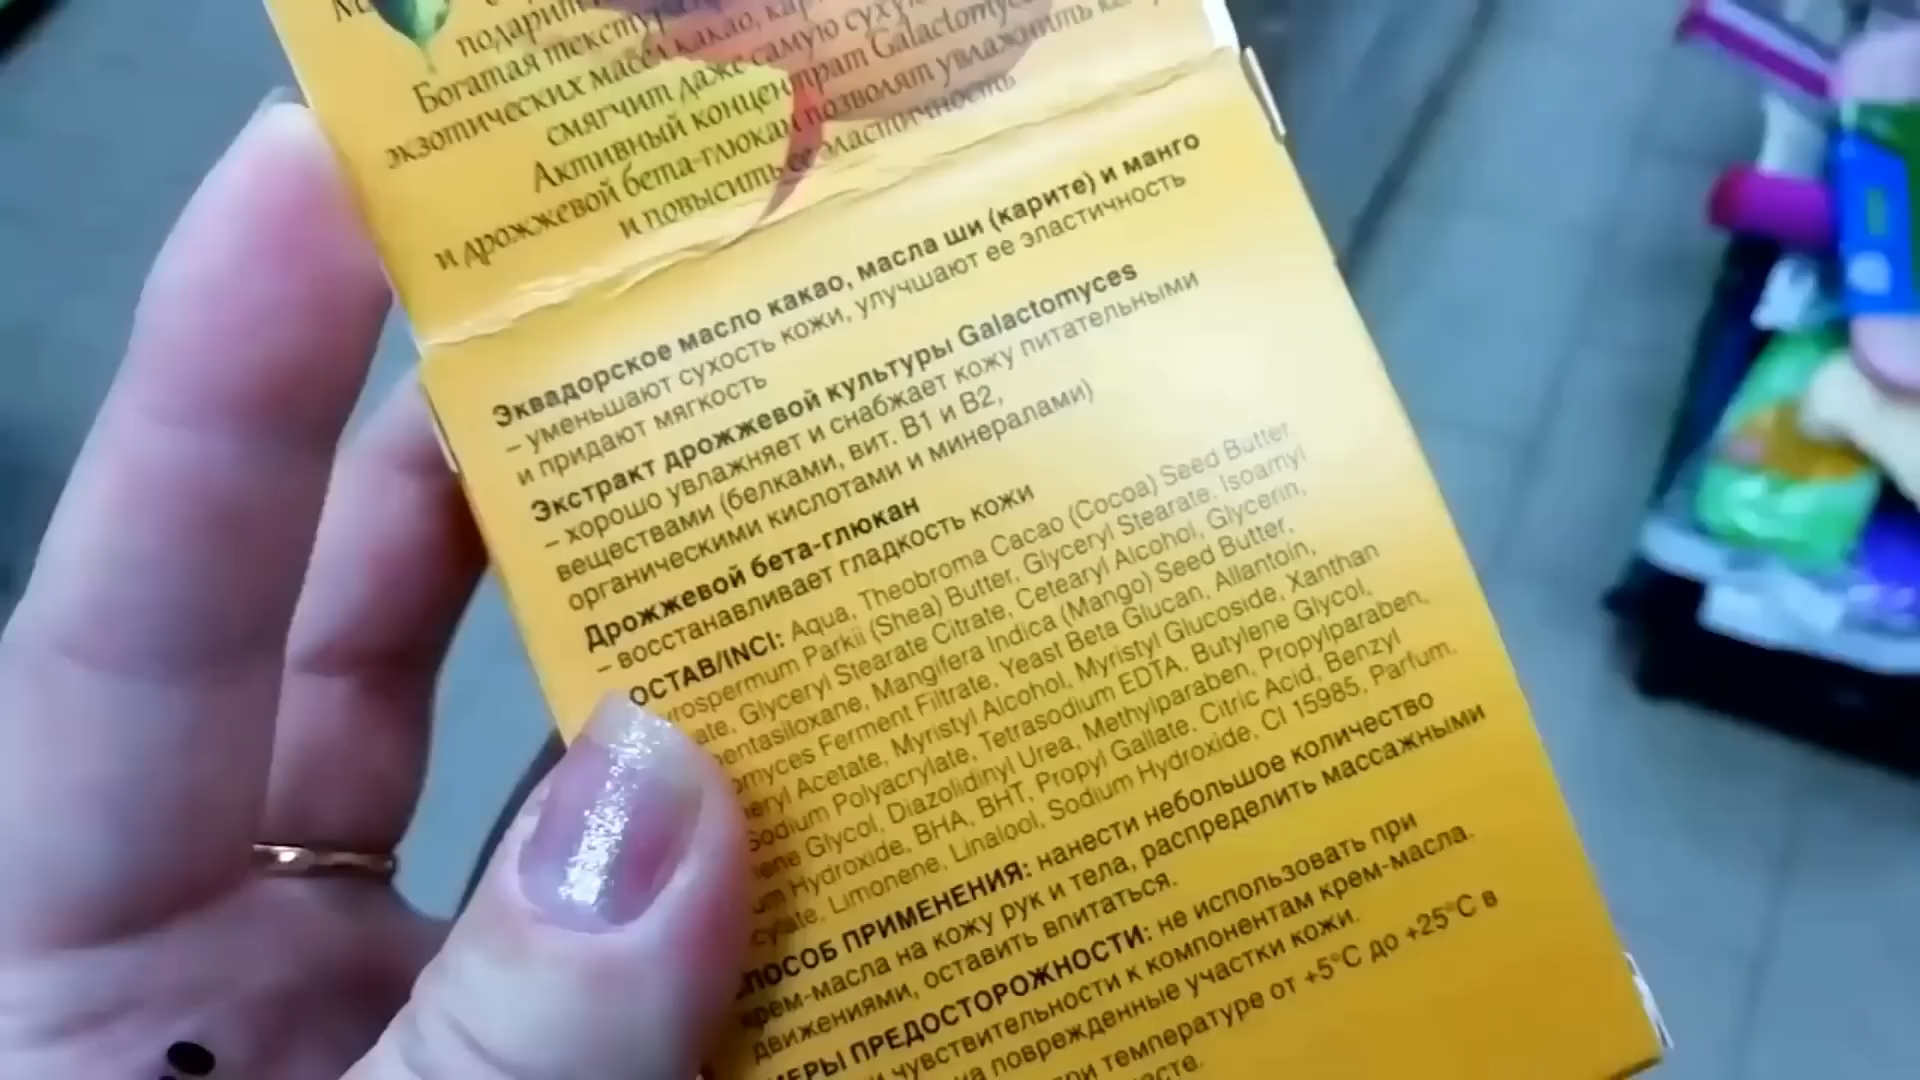 подарит
Богатая текстура
экзотических масел какао,
смягчит даже самую сухую
Активный концентрат Galactomyces
и дрожжевой бета-глюкан позволят увлажнить
и повысить ее эластичность
Эквадорское масло какао, масла ши (карите) и манго
– уменьшают сухость кожи, улучшают ее эластичность
и придают мягкость
Экстракт дрожжевой культуры Galactomyces
– хорошо увлажняет и снабжает кожу питательными
веществами (белками, вит. B1 и B2,
органическими кислотами и минералами)
Дрожжевой бета-глюкан
– восстанавливает гладкость кожи
ОСТАВ/INCI: Aqua, Theobroma Cacao (Cocoa) Seed Butter,
rospermum Parkii (Shea) Butter, Glyceryl Stearate, Isoamyl
ate, Glyceryl Stearate Citrate, Cetearyl Alcohol, Glycerin,
entasiloxane, Mangifera Indica (Mango) Seed Butter,
omyces Ferment Filtrate, Yeast Beta Glucan, Allantoin,
eryl Acetate, Myristyl Alcohol, Myristyl Glucoside, Xanthan
Sodium Polyacrylate, Tetrasodium EDTA, Butylene Glycol,
lene Glycol, Diazolidinyl Urea, Methylparaben, Propylparaben,
um Hydroxide, BHA, BHT, Propyl Gallate, Citric Acid, Benzyl
cylate, Limonene, Linalool, Sodium Hydroxide, CI 15985, Parfum.
ПОСОБ ПРИМЕНЕНИЯ: нанести небольшое количество
крем-масла на кожу рук и тела, распределить массажными
движениями, оставить впитаться.
МЕРЫ ПРЕДОСТОРОЖНОСТИ: не использовать при
чувствительности к компонентам крем-масла.
на поврежденные участки кожи.
при температуре от +5°C до +25°C в
месте.